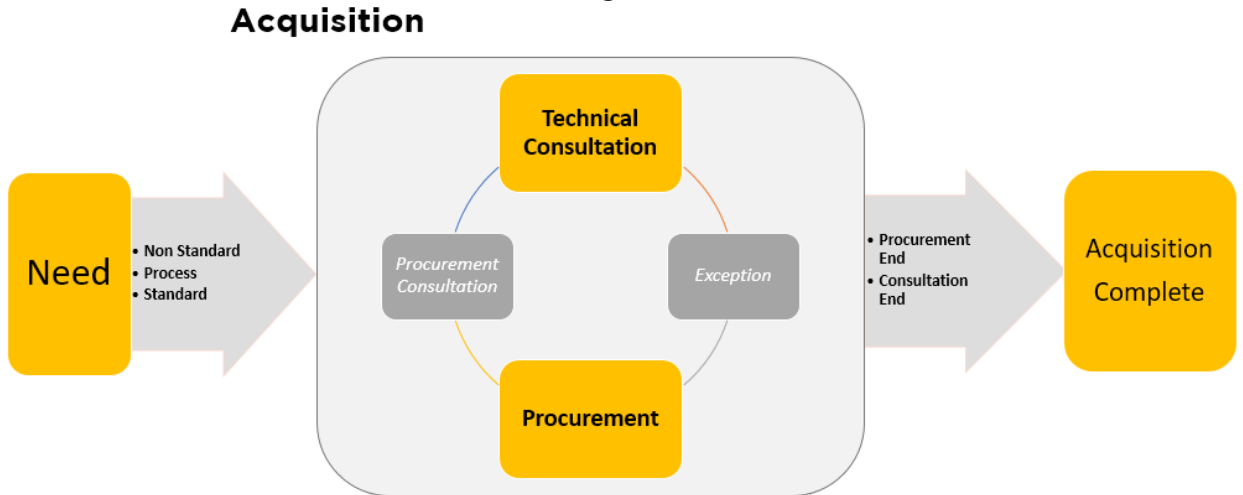 Acquisition
Need
• Non Standard
• Process
• Standard
Technical
Consultation
Procurement
Consultation
Exception
Procurement
• Procurement
End
• Consultation
End
Acquisition
Complete